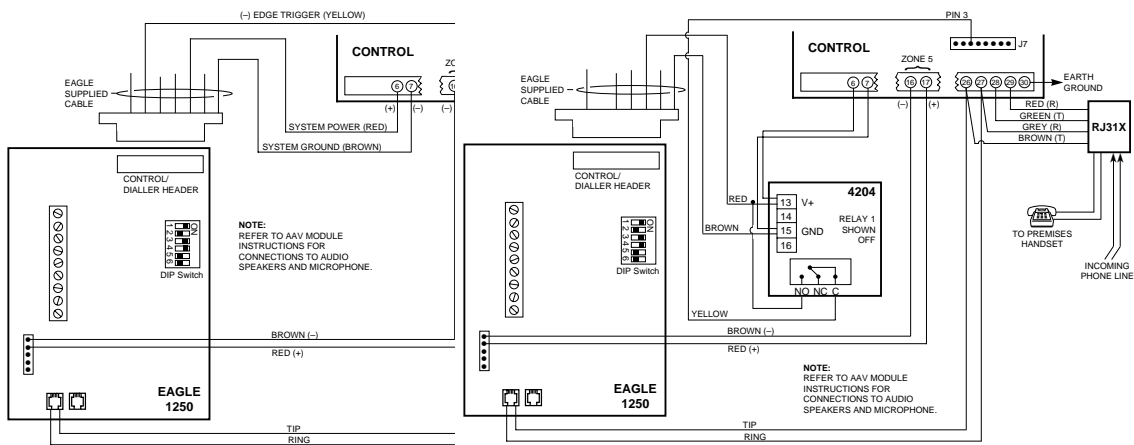 (–) EDGE TRIGGER (YELLOW)
CONTROL
EAGLE
SUPPLIED
CABLE
6 7
(+) (–) (–)
SYSTEM POWER (RED)
SYSTEM GROUND (BROWN)
CONTROL/
DIALLER HEADER
ON
1 2 3 4 5 6
DIP Switch
NOTE:
REFER TO AAV MODULE
INSTRUCTIONS FOR
CONNECTIONS TO AUDIO
SPEAKERS AND MICROPHONE.
BROWN (–)
RED (+)
EAGLE
1250
TIP
RING
PIN 3
J7
CONTROL
ZONE 5
EAGLE
SUPPLIED
CABLE
6 7 16 17 26 27 28 29 30
(–) (+)
EARTH
GROUND
RED (R)
GREEN (T)
GREY (R)
BROWN (T)
RJ31X
CONTROL/
DIALLER HEADER
ON
1 2 3 4 5 6
DIP Switch
RED
BROWN
4204
13 V+
14
15 GND
16
RELAY 1
SHOWN
OFF
NO NC C
YELLOW
TO PREMISES
HANDSET
INCOMING
PHONE LINE
BROWN (–)
RED (+)
NOTE:
REFER TO AAV MODULE
INSTRUCTIONS FOR
CONNECTIONS TO AUDIO
SPEAKERS AND MICROPHONE.
EAGLE
1250
TIP
RING